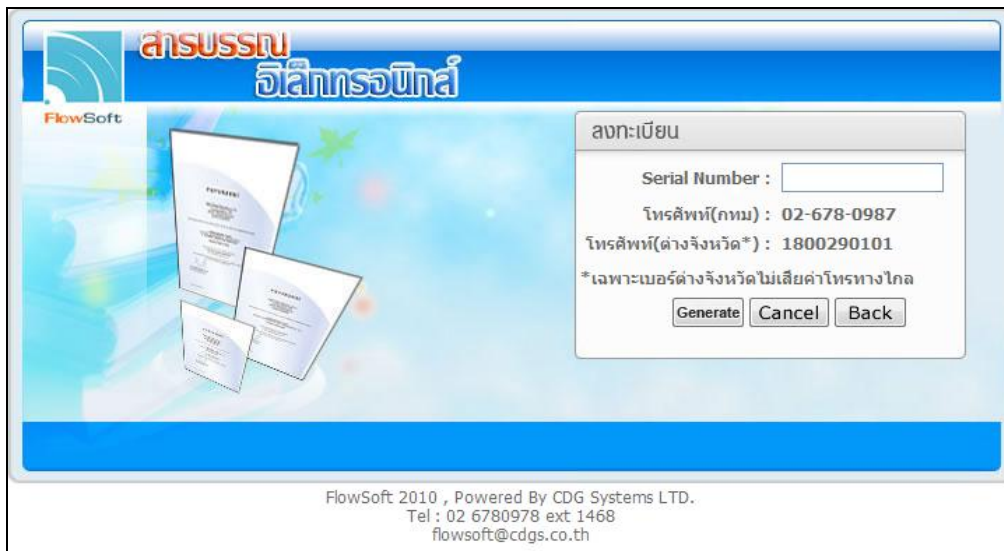 สารบรรณ
อิเล็กทรอนิกส์
FlowSoft
ลงทะเบียน
Serial Number :
โทรศัพท์(กทม) : 02-678-0987
โทรศัพท์(ต่างจังหวัด*) : 1800290101
*เฉพาะเบอร์ต่างจังหวัดไม่เสียค่าโทรทางไกล
Generate Cancel Back
FlowSoft 2010 , Powered By CDG Systems LTD.
Tel : 02 6780978 ext 1468
flowsoft@cdgs.co.th